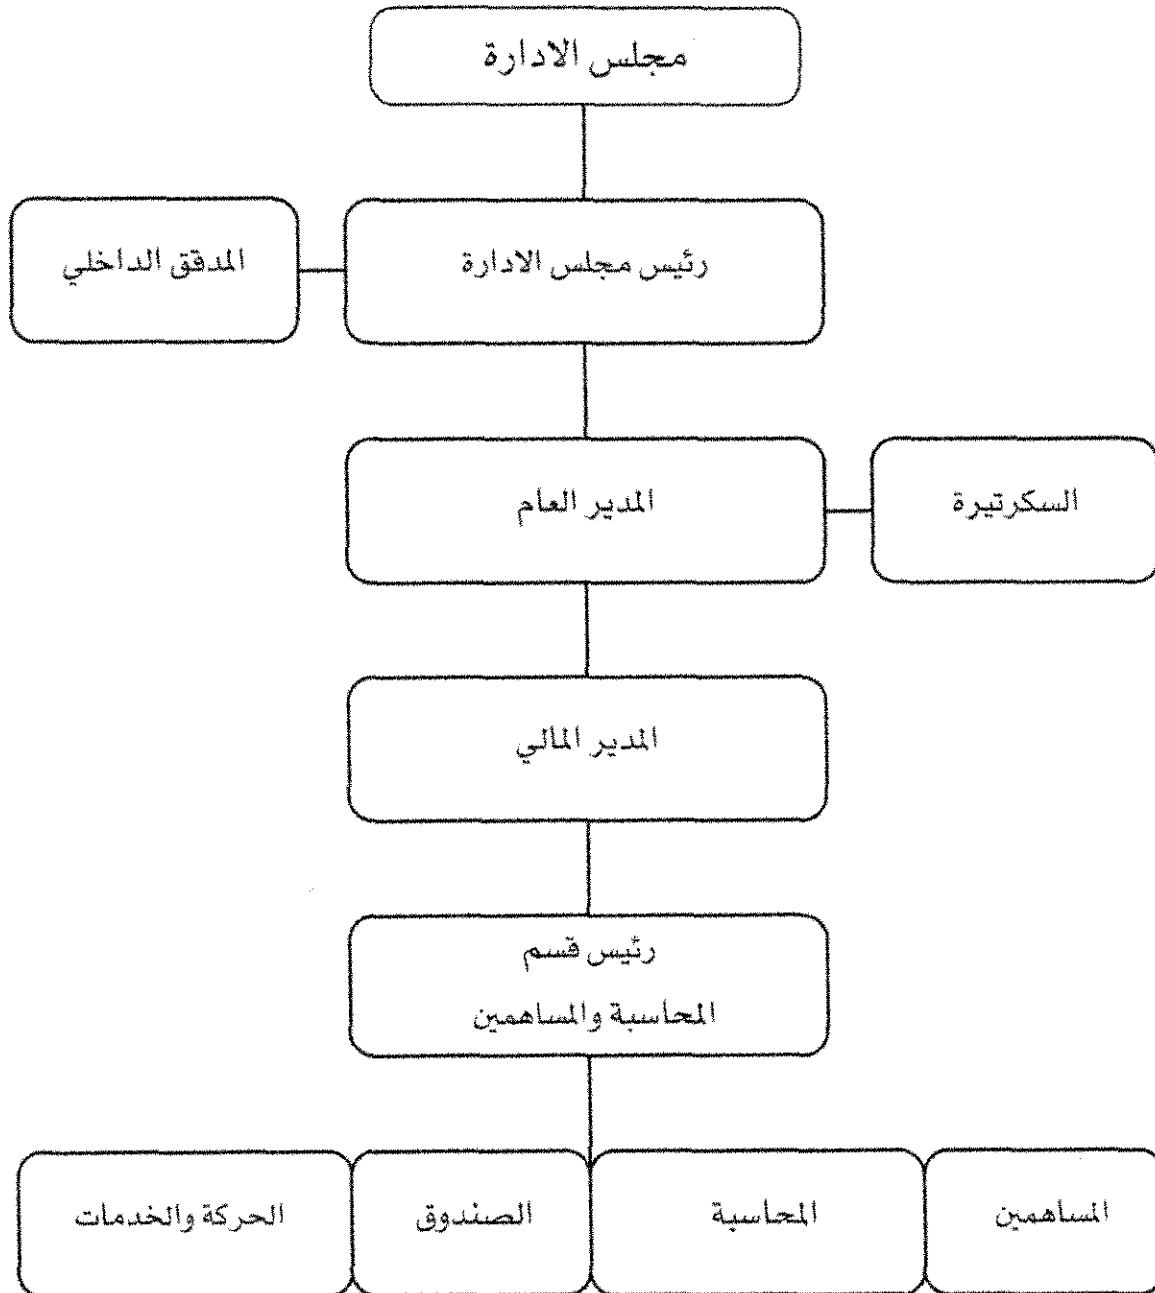 مجلس الادارة
رئيس مجلس الادارة
المدقق الداخلي
المدير العام
السكرتيرة
المدير المالي
رئيس قسم
المحاسبة والمساهمين
المساهمين
المحاسبة
الصندوق
الحركة والخدمات